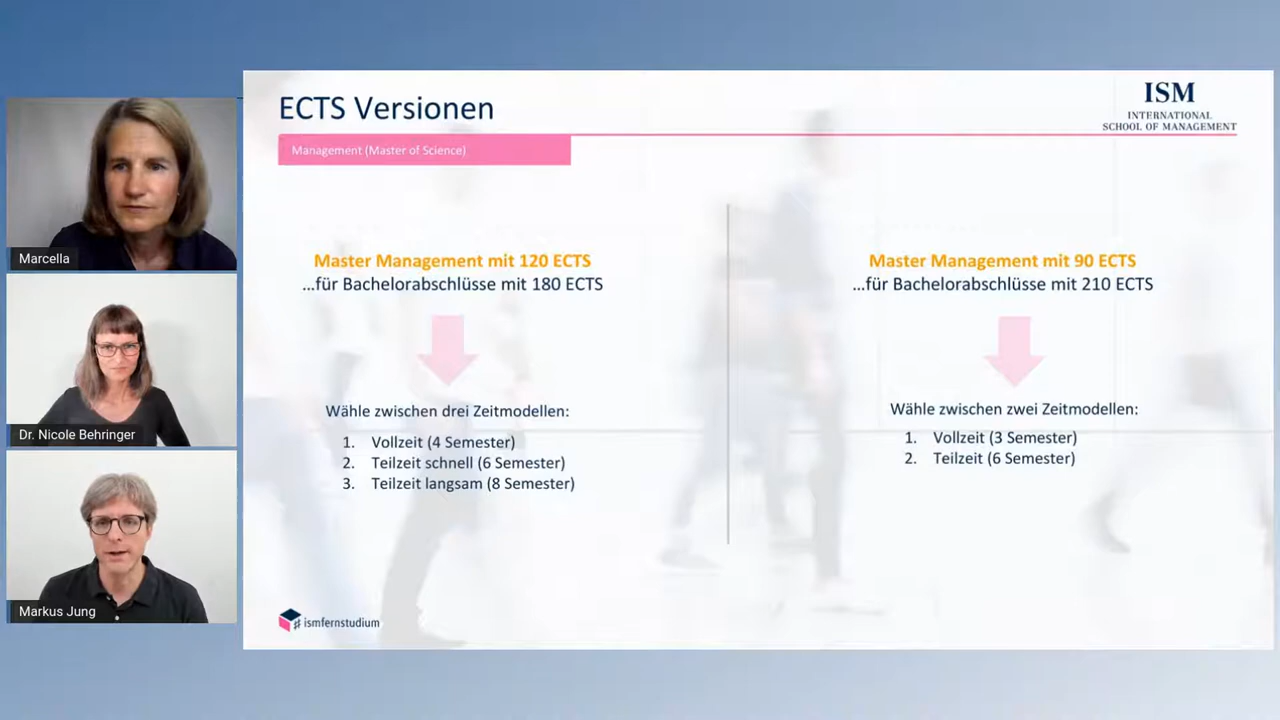 ECTS Versionen
ISM
INTERNATIONAL
SCHOOL OF MANAGEMENT
Management (Master of Science)
Master Management mit 120 ECTS
...für Bachelorabschlüsse mit 180 ECTS
Wähle zwischen drei Zeitmodellen:
1. Vollzeit (4 Semester)
2. Teilzeit schnell (6 Semester)
3. Teilzeit langsam (8 Semester)
Master Management mit 90 ECTS
...für Bachelorabschlüsse mit 210 ECTS
Wähle zwischen zwei Zeitmodellen:
1. Vollzeit (3 Semester)
2. Teilzeit (6 Semester)
ismfernstudium
Marcella
Dr. Nicole Behringer
Markus Jung